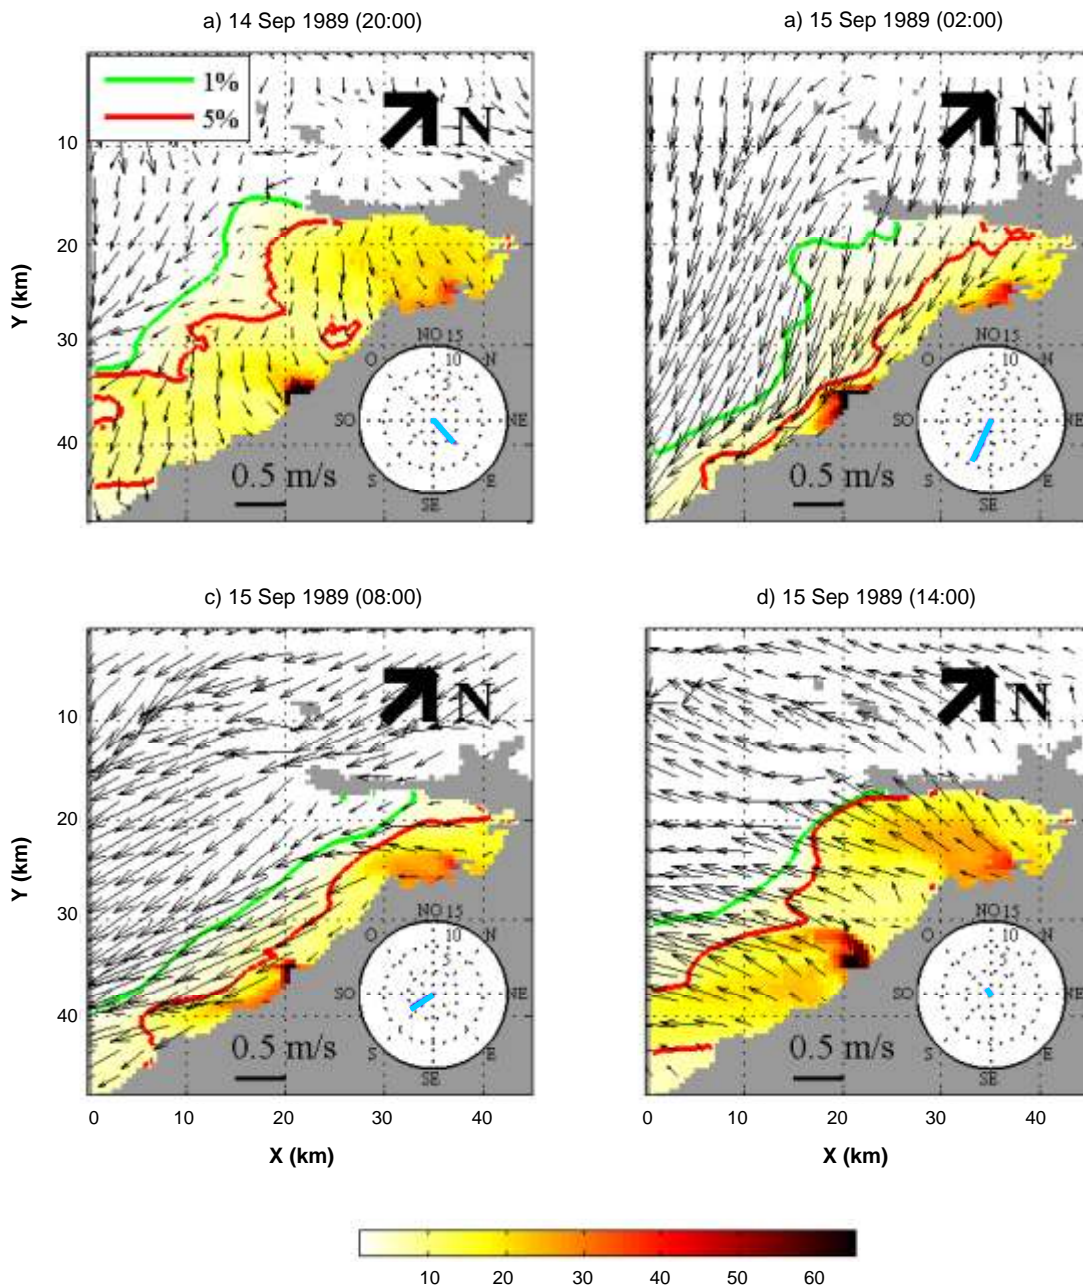 a) 14 Sep 1989 (20:00)
a) 15 Sep 1989 (02:00)
1%
5%
N
N
10
20
30
40
Y (km)
NO 15
10
5
O
N
SO
NE
S
E
SE
0.5 m/s
NO 15
10
5
O
N
SO
NE
S
E
SE
0.5 m/s
c) 15 Sep 1989 (08:00)
d) 15 Sep 1989 (14:00)
N
N
10
20
30
40
Y (km)
NO 15
10
5
O
N
SO
NE
S
E
SE
0.5 m/s
NO 15
10
5
O
N
SO
NE
S
E
SE
0.5 m/s
0 10 20 30 40
0 10 20 30 40
X (km)
X (km)
10 20 30 40 50 60